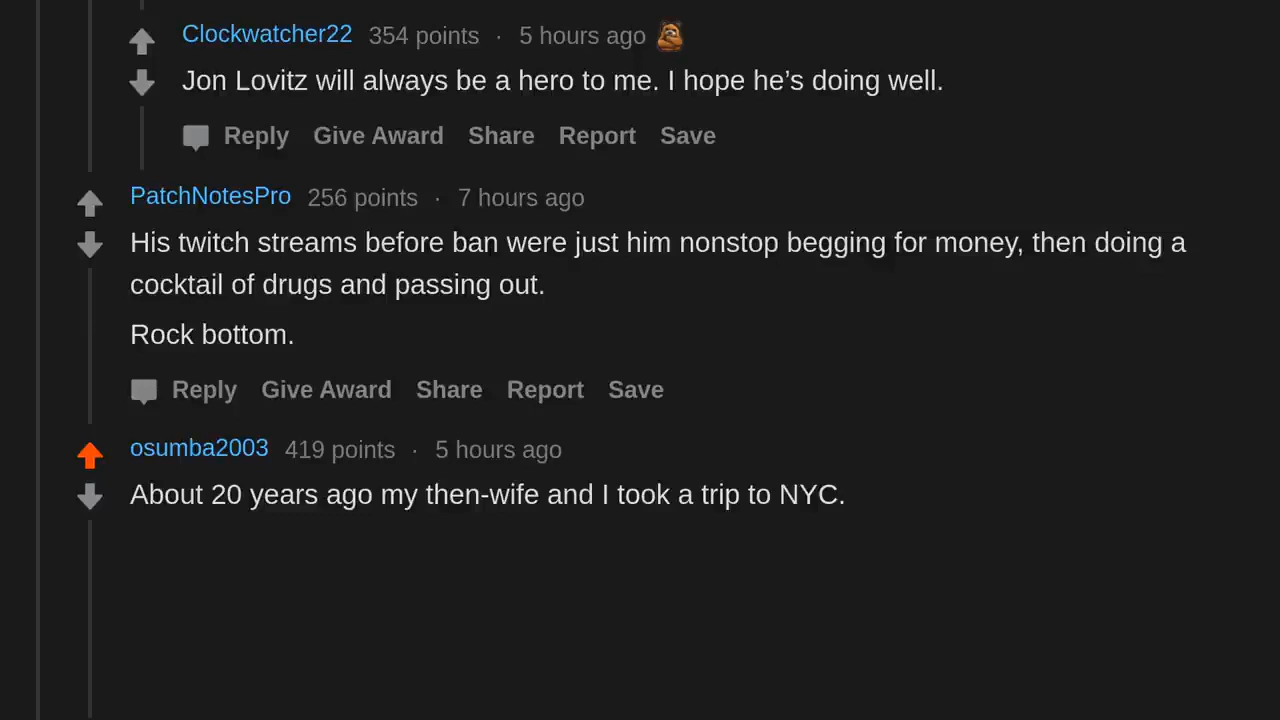 Clockwatcher22 354 points · 5 hours ago
Jon Lovitz will always be a hero to me. I hope he’s doing well.
Reply Give Award Share Report Save
PatchNotesPro 256 points · 7 hours ago
His twitch streams before ban were just him nonstop begging for money, then doing a
cocktail of drugs and passing out.
Rock bottom.
Reply Give Award Share Report Save
osumba2003 419 points · 5 hours ago
About 20 years ago my then-wife and I took a trip to NYC.